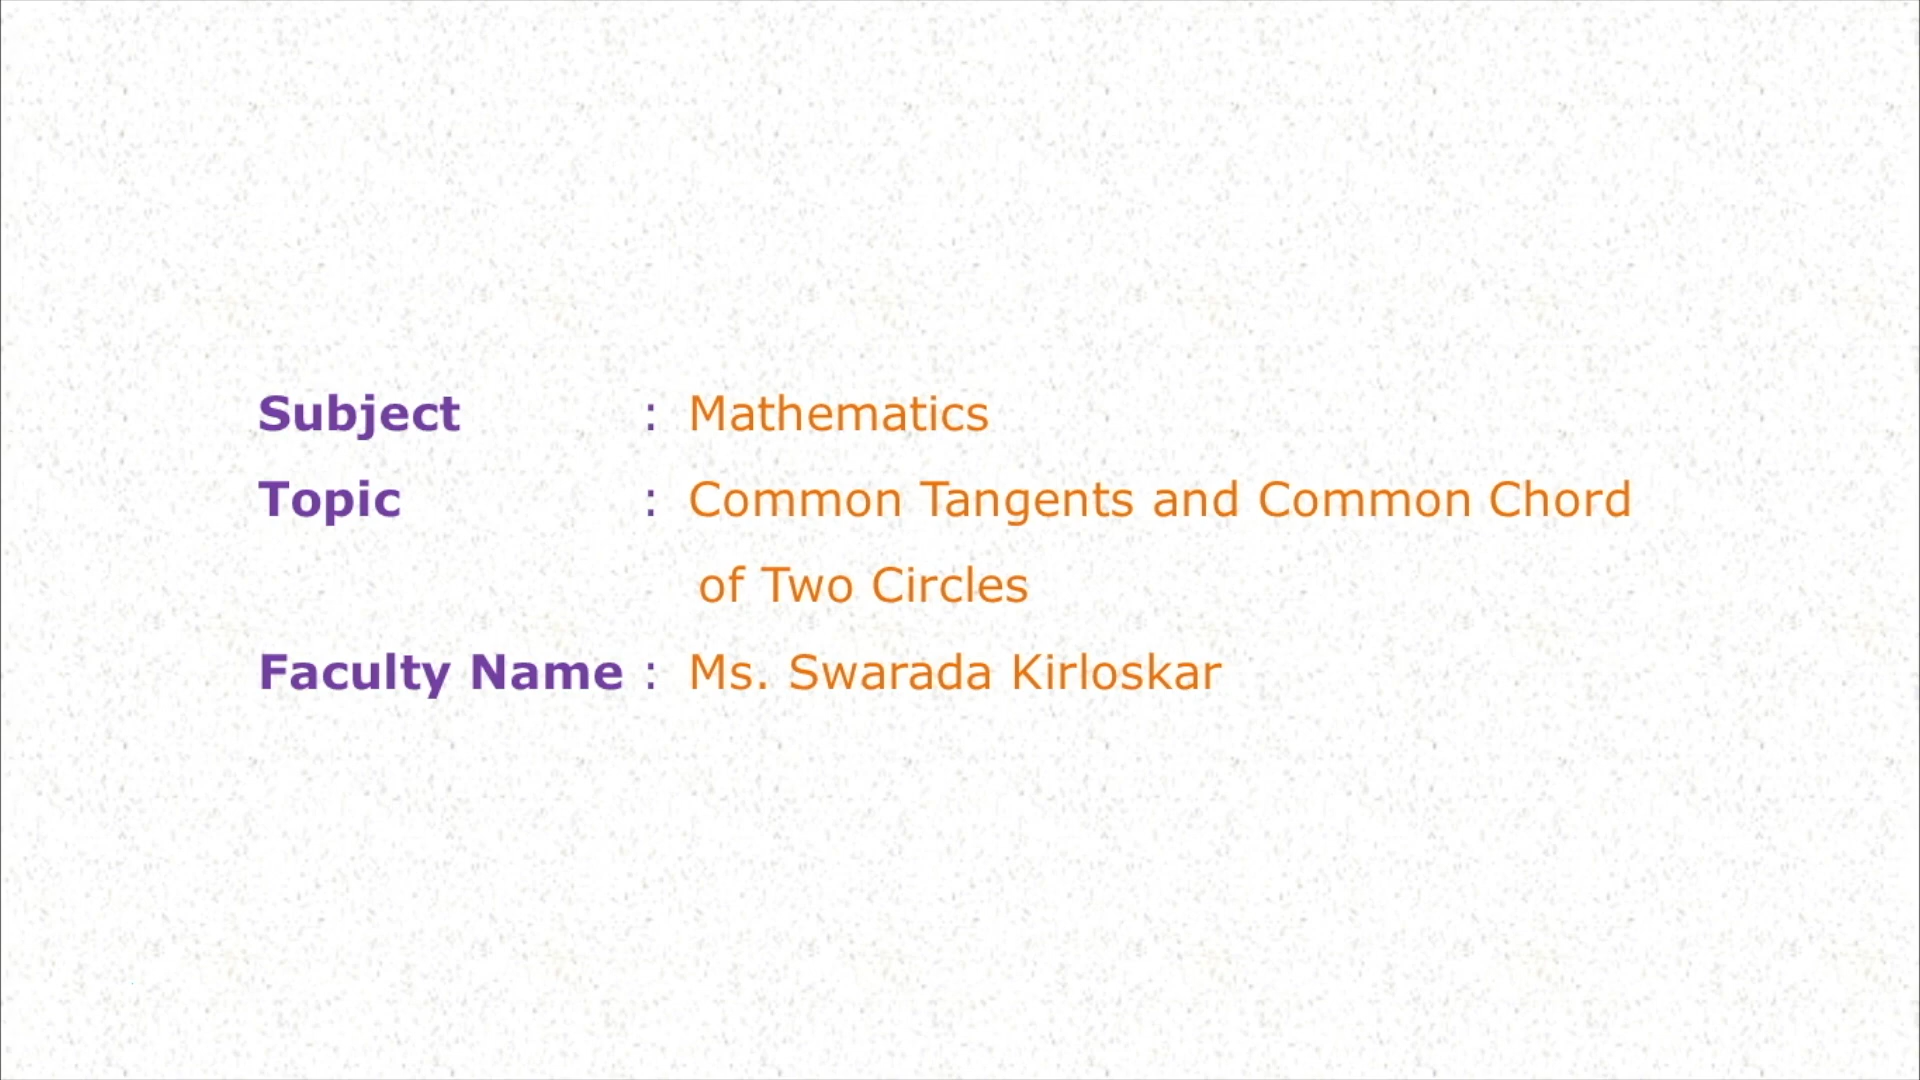 Subject : Mathematics
Topic : Common Tangents and Common Chord
of Two Circles
Faculty Name : Ms. Swarada Kirloskar